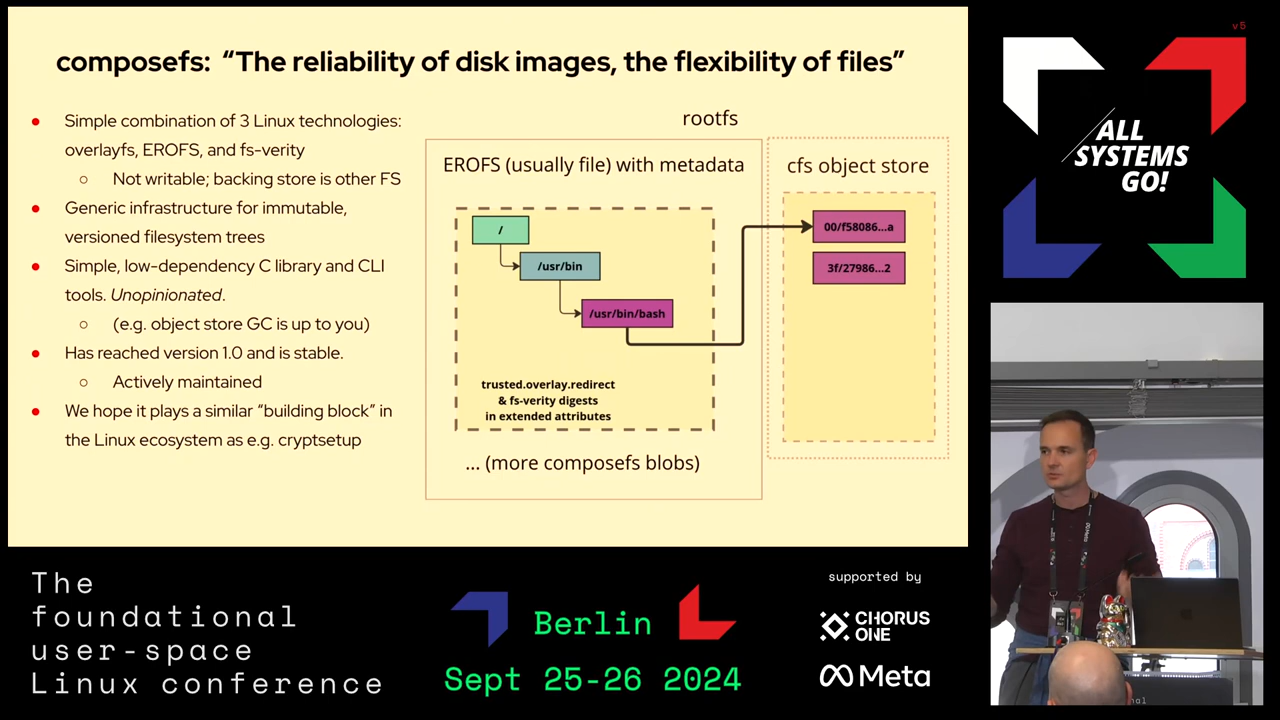 composefs: “The reliability of disk images, the flexibility of files”
● Simple combination of 3 Linux technologies:
overlayfs, EROFS, and fs-verity
○ Not writable; backing store is other FS
● Generic infrastructure for immutable,
versioned filesystem trees
● Simple, low-dependency C library and CLI
tools. Unopinionated.
○ (e.g. object store GC is up to you)
● Has reached version 1.0 and is stable.
○ Actively maintained
● We hope it plays a similar “building block” in
the Linux ecosystem as e.g. cryptsetup
rootfs
EROFS (usually file) with metadata
/
/usr/bin
/usr/bin/bash
trusted.overlay.redirect
& fs-verity digests
in extended attributes
... (more composefs blobs)
cfs object store
00/f58086...a
3f/27986...2
v5
ALL
SYSTEMS
GO!
The
foundational
user-space
Linux conference
Berlin
Sept 25-26 2024
supported by
CHORUS
ONE
Meta